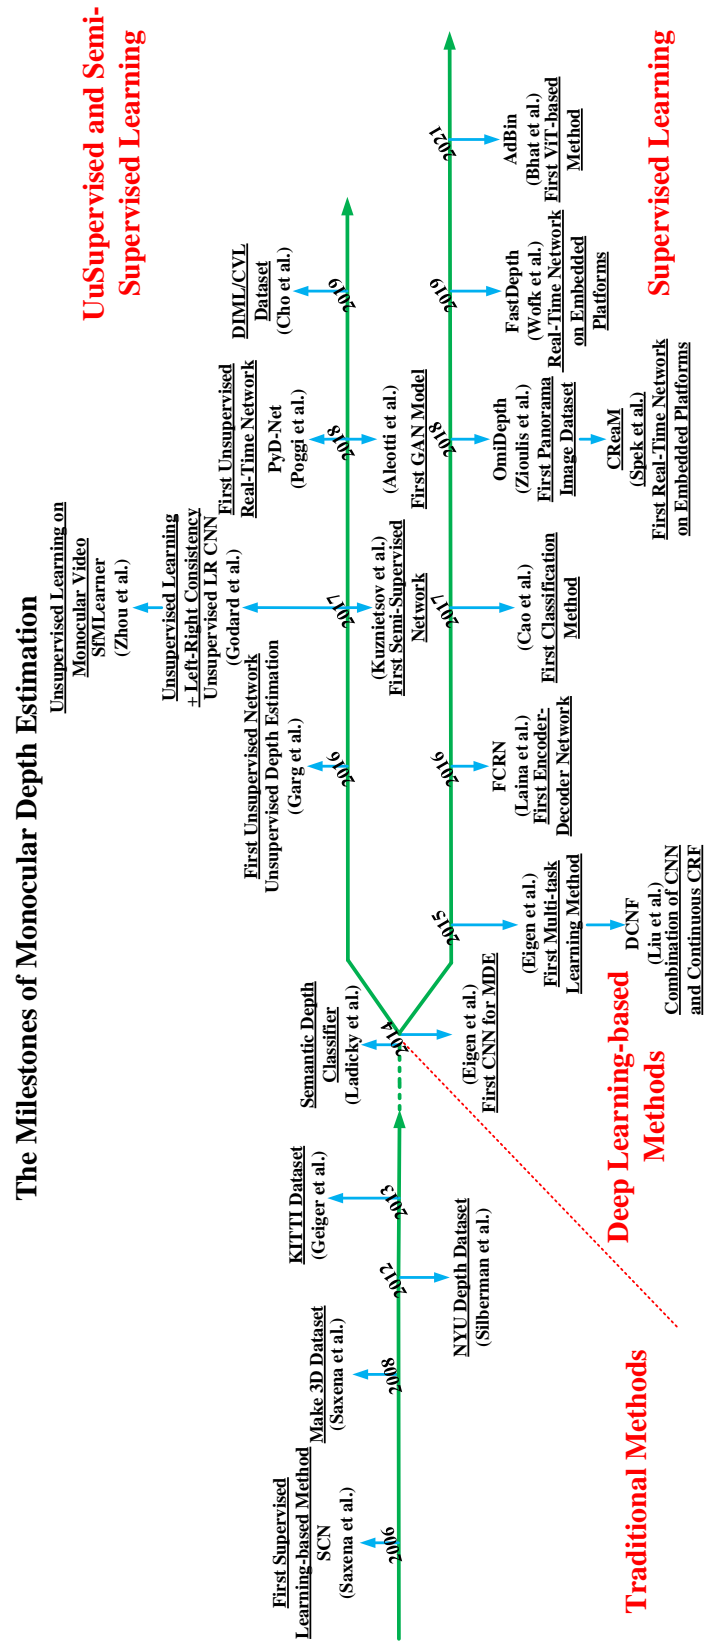 The Milestones of Monocular Depth Estimation
First Supervised
Learning-based Method
SCN
(Saxena et al.)
2006
Make 3D Dataset
(Saxena et al.)
2008
2012
NYU Depth Dataset
(Silberman et al.)
KITTI Dataset
(Geiger et al.)
2013
Semantic Depth
Classifier
(Ladicky et al.)
2014
(Eigen et al.)
First CNN for MDE
Traditional Methods
Deep Learning-based
Methods
UuSupervised and Semi-
Supervised Learning
First Unsupervised Network
Unsupervised Depth Estimation
(Garg et al.)
2016
Unsupervised Learning on
Monocular Video
SfMLearner
(Zhou et al.)
Unsupervised Learning
+ Left-Right Consistency
Unsupervised LR CNN
(Godard et al.)
2017
(Kuznietsov et al.)
First Semi-Supervised
Network
First Unsupervised
Real-Time Network
PyD-Net
(Poggi et al.)
2018
(Aleotti et al.)
First GAN Model
DIML/CVL
Dataset
(Cho et al.)
2019
2015
(Eigen et al.)
First Multi-task
Learning Method
DCNF
(Liu et al.)
Combination of CNN
and Continuous CRF
2016
FCRN
(Laina et al.)
First Encoder-
Decoder Network
2017
(Cao et al.)
First Classification
Method
2018
OmiDepth
(Zioulis et al.)
First Panorama
Image Dataset
CReaM
(Spek et al.)
First Real-Time Network
on Embedded Platforms
2019
FastDepth
(Wofk et al.)
Real-Time Network
on Embedded
Platforms
2021
AdBin
(Bhat et al.)
First ViT-based
Method
Supervised Learning